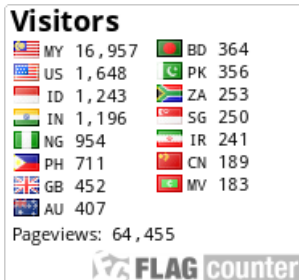 Visitors
MY 16,957
US 1,648
ID 1,243
IN 1,196
NG 954
PH 711
GB 452
AU 407
BD 364
PK 356
ZA 253
SG 250
IR 241
CN 189
MV 183
Pageviews: 64,455
FLAG counter